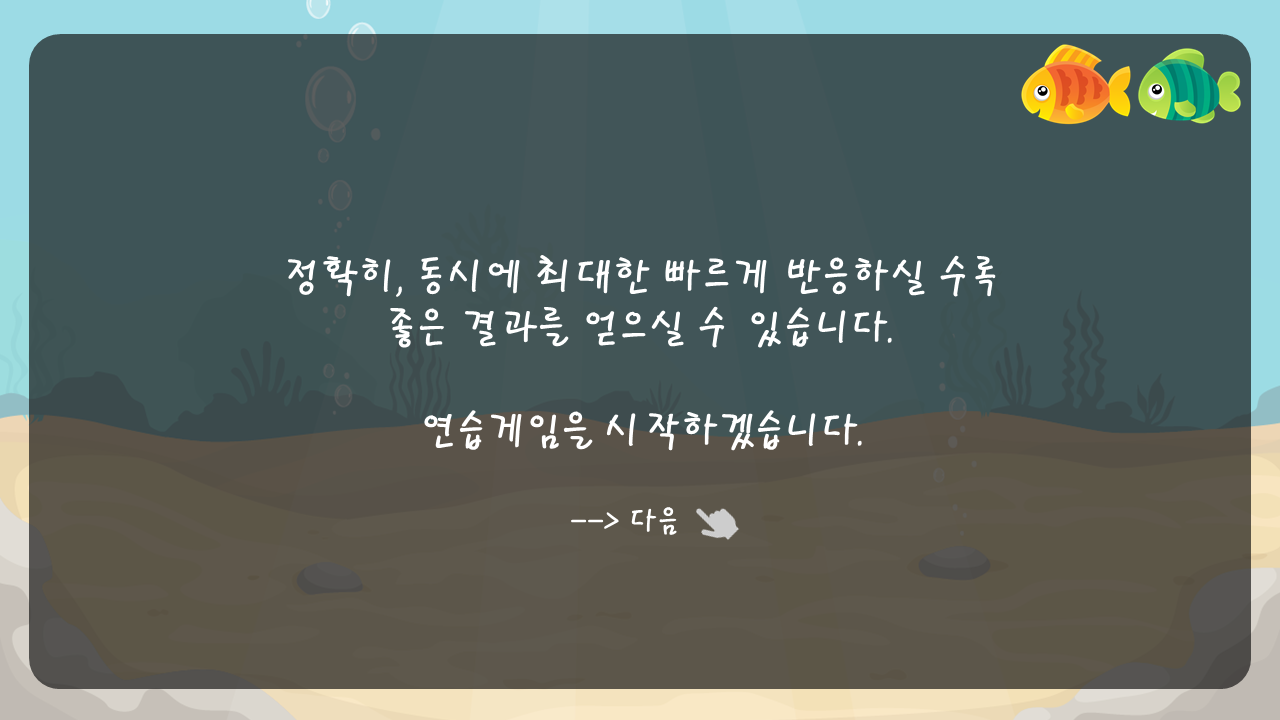 정확히, 동시에 최대한 빠르게 반응하실 수록
좋은 결과를 얻으실 수 있습니다.
연습게임을 시작하겠습니다.
--> 다음